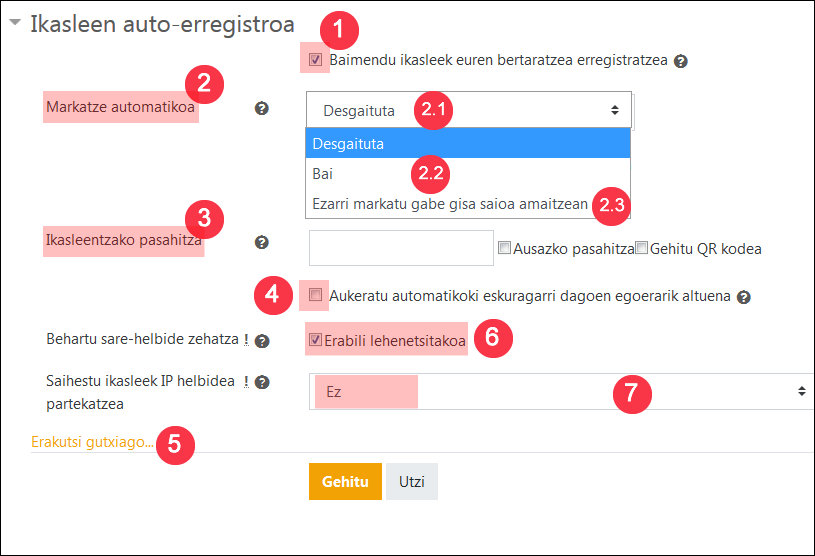 Ikasleen auto-erregistroa
1
Baimendu ikasleek euren bertaratzea erregistratzea ?
2
Markatze automatikoa ?
Desgaituta 2.1
Desgaituta
Bai 2.2
Ezarri markatu gabe gisa saioa amaitzean 2.3
3
Ikasleentzako pasahitza ?
Ausazko pasahitza Gehitu QR kodea
4 Aukeratu automatikoki eskuragarri dagoen egoerarik altuena ?
Behartu sare-helbide zehatza ! ? Erabili lehenetsitakoa 6
Saihestu ikasleek IP helbidea ! ?
partekatzea
Ez 7
Erakutsi gutxiago... 5
Gehitu Utzi